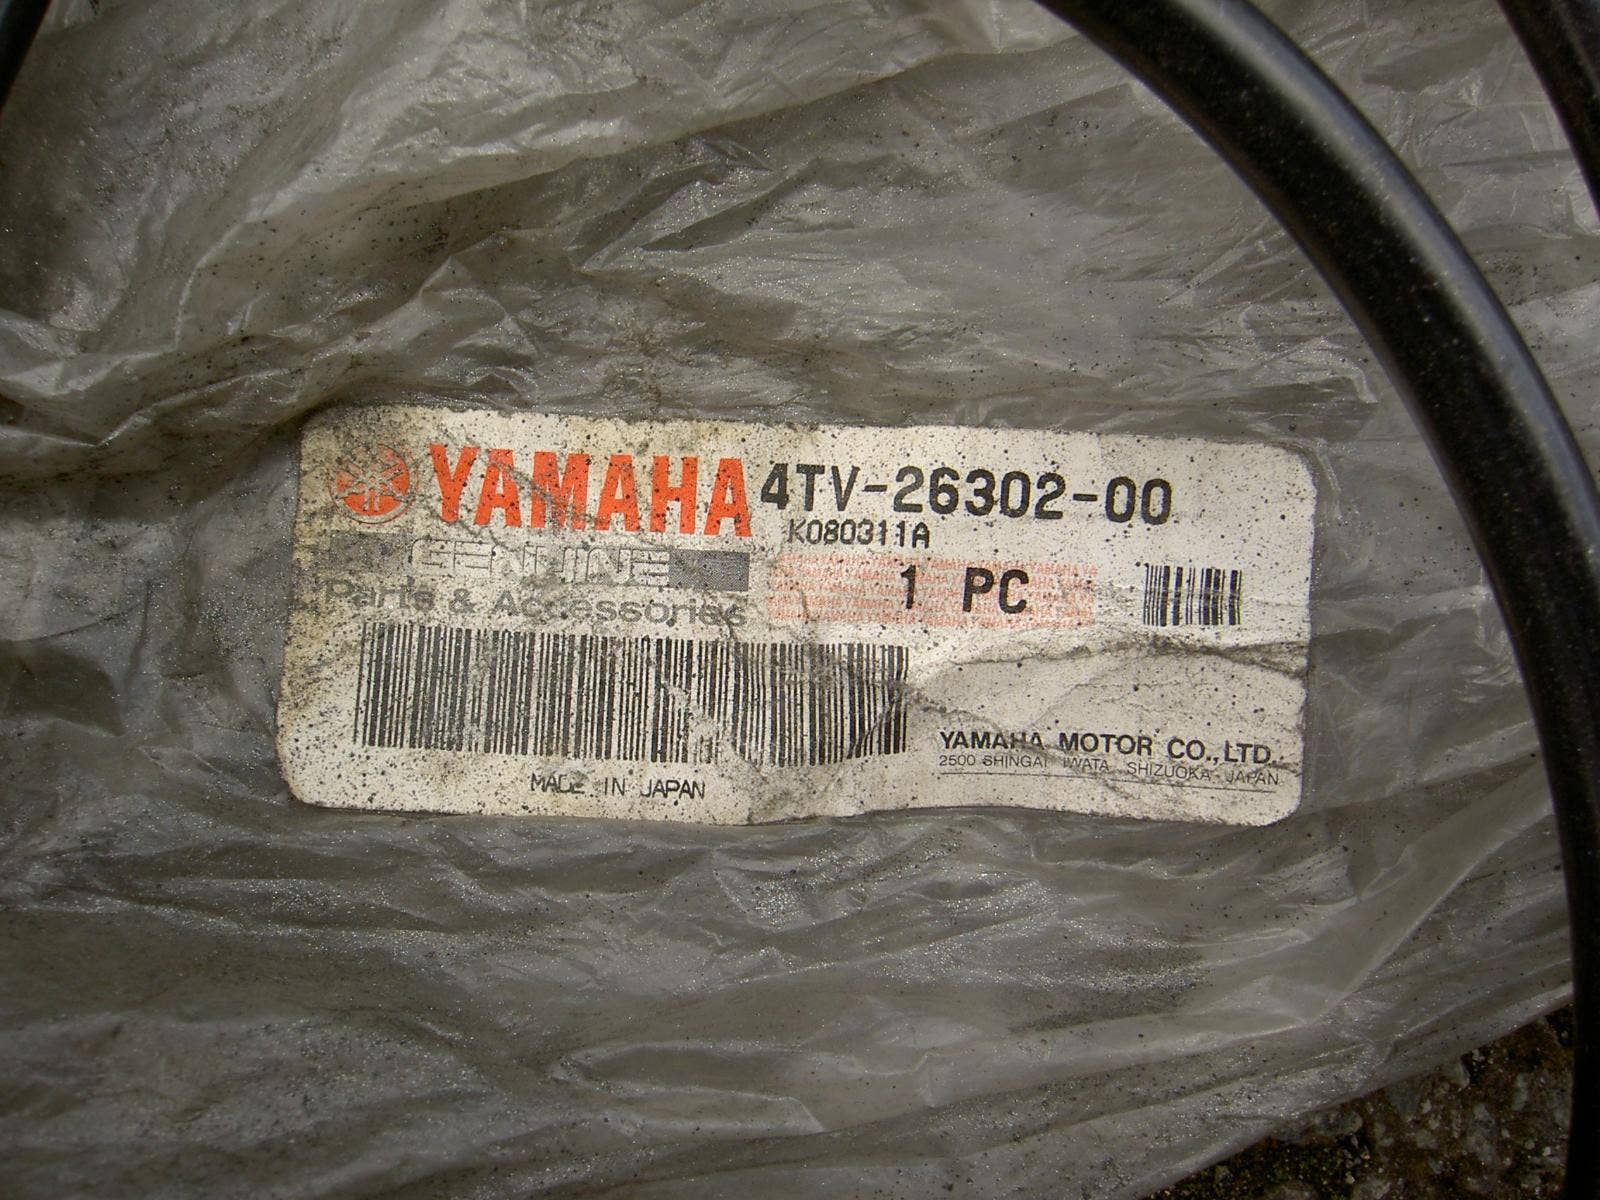 YAMAHA 4TV-26302-00
K080311A
GENUINE
Parts & Accessories
1 PC
MADE IN JAPAN
YAMAHA MOTOR CO., LTD.
2500 SHINGAI IWATA SHIZUOKA JAPAN